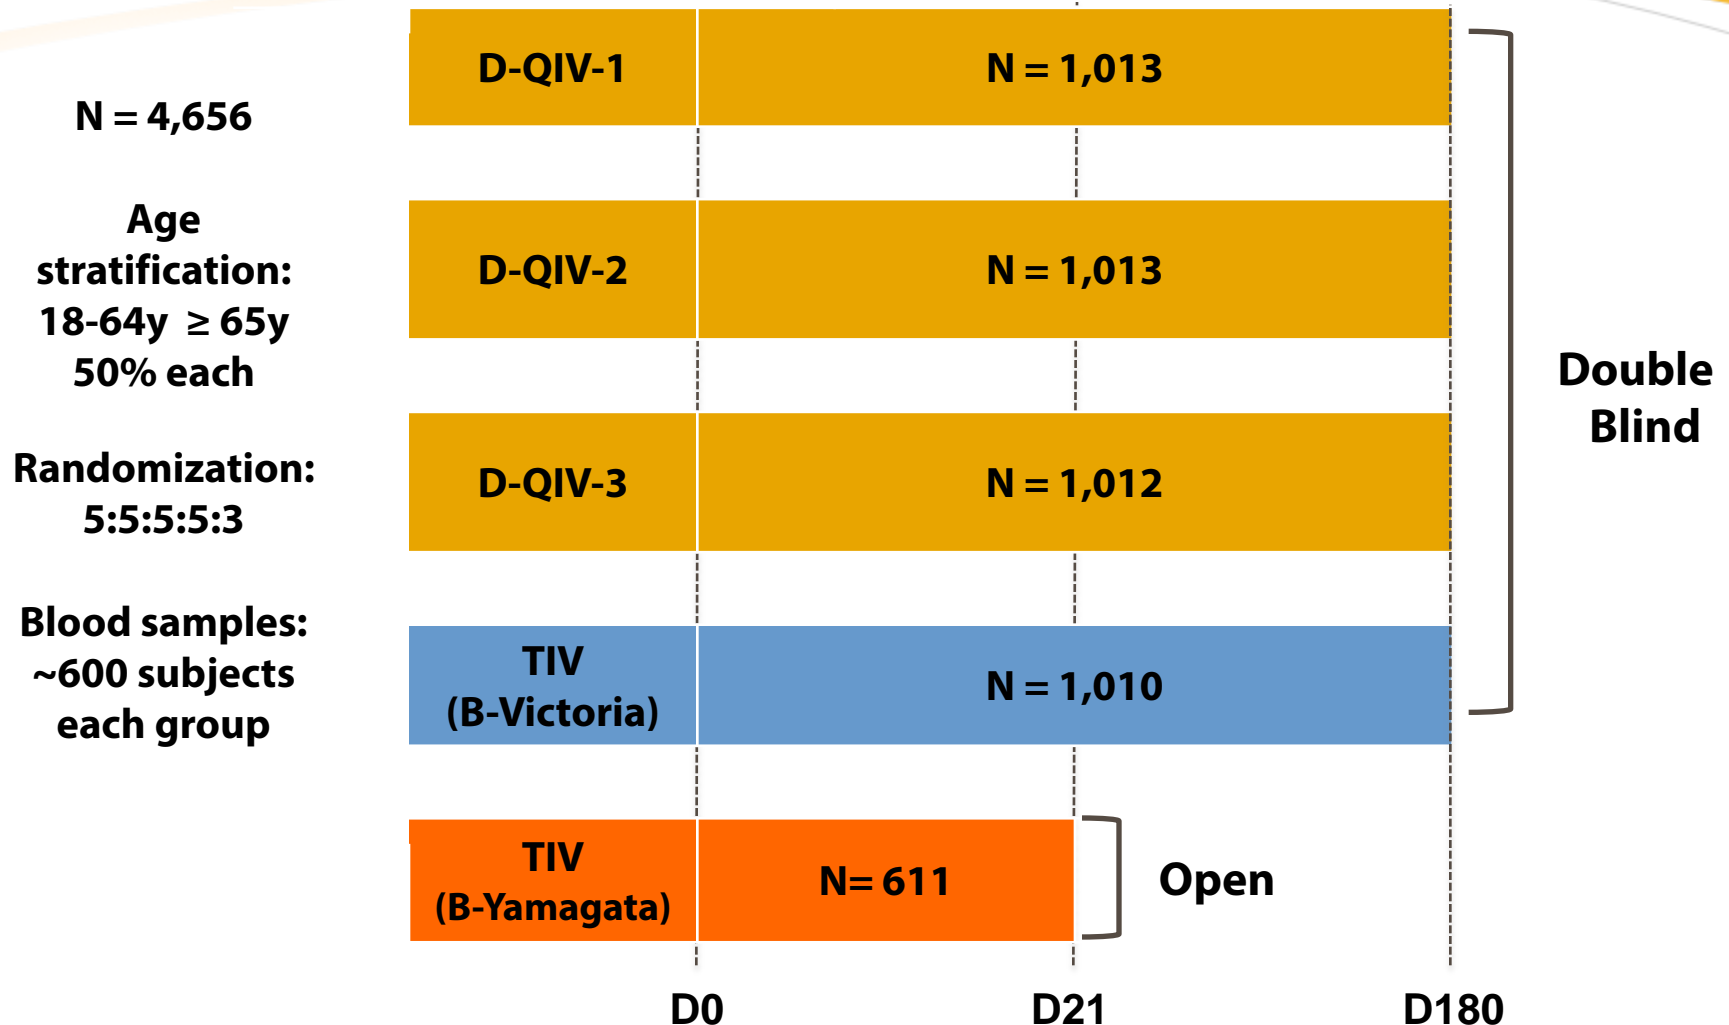 N = 4,656
Age
stratification:
18-64y ≥ 65y
50% each
Randomization:
5:5:5:5:3
Blood samples:
~600 subjects
each group
D-QIV-1
N = 1,013
D-QIV-2
N = 1,013
D-QIV-3
N = 1,012
TIV
(B-Victoria)
N = 1,010
TIV
(B-Yamagata)
N= 611
Double
Blind
Open
D0
D21
D180